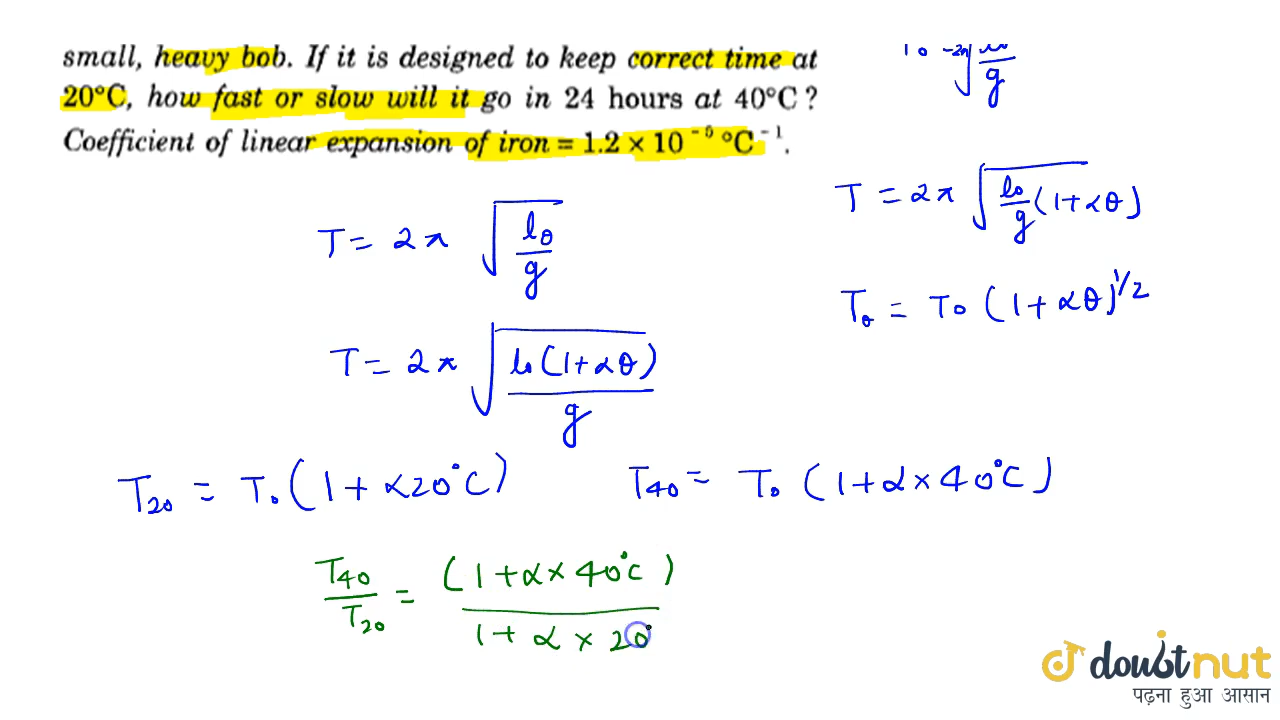 small, heavy bob. If it is designed to keep correct time at
20°C, how fast or slow will it go in 24 hours at 40°C ?
Coefficient of linear expansion of iron = 1.2 × 10⁻⁵ °C⁻¹.
g
T = 2π √(l₀/g (1+αθ)
T = 2π √(lθ/g)
Tθ = T₀ (1 + αθ)^1/2
T = 2π √(l₀(1+αθ)/g)
T₂₀ = T₀ (1 + α20°C)
T₄₀ = T₀ (1 + α × 40°C)
T₄₀/T₂₀ = (1 + α × 40°C)/1 + α × 20°
doubtnut
पढ़ना हुआ आसान